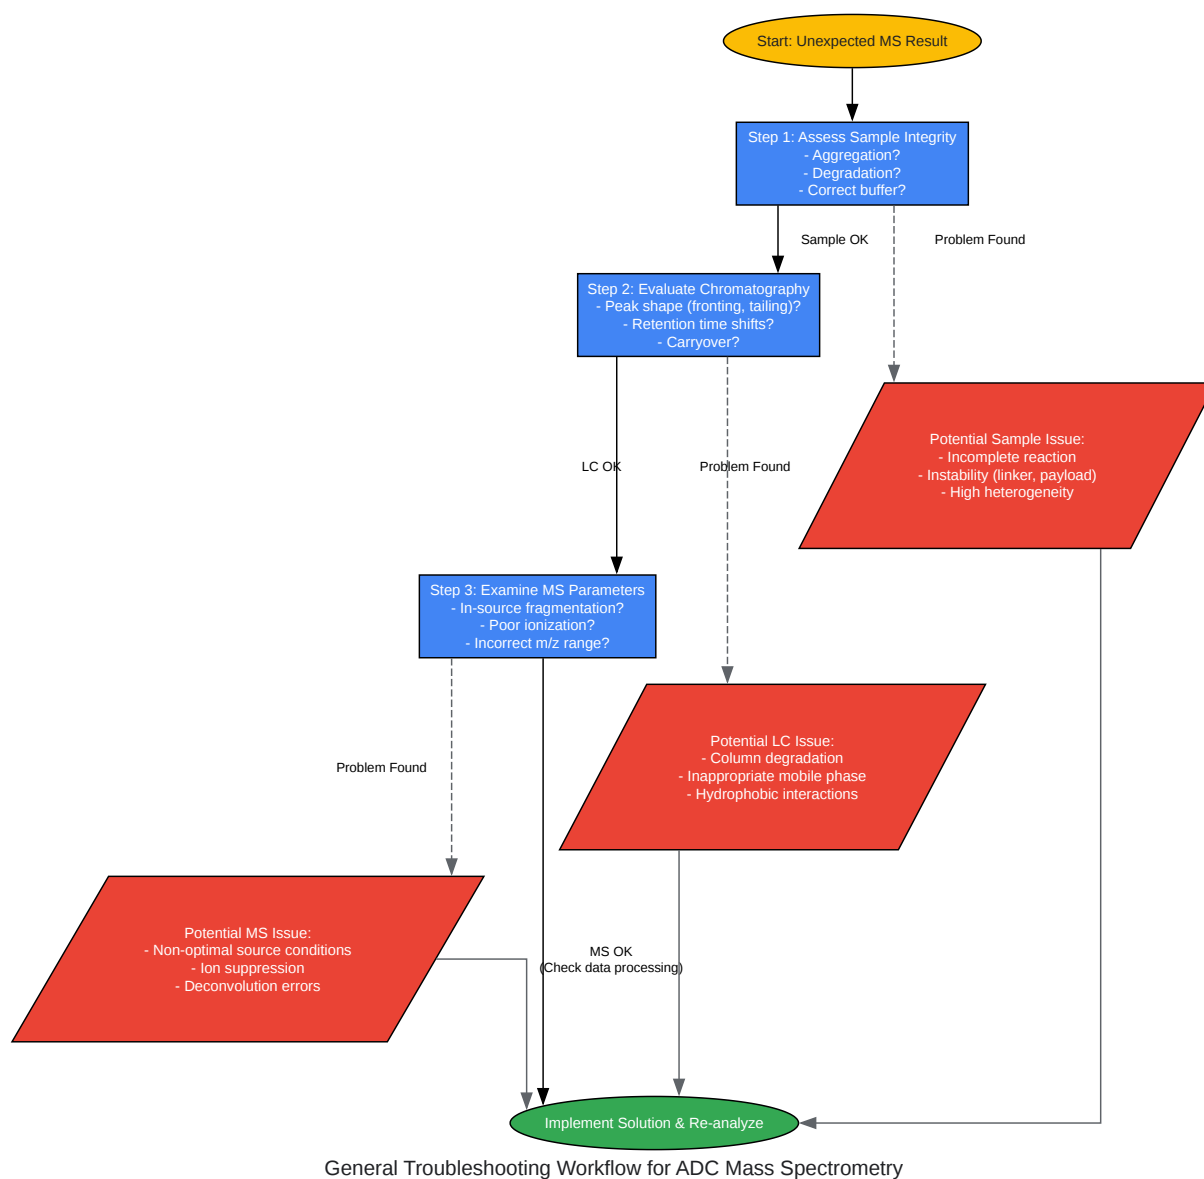 Start: Unexpected MS Result
Step 1: Assess Sample Integrity
- Aggregation?
- Degradation?
- Correct buffer?
Sample OK
Problem Found
Step 2: Evaluate Chromatography
- Peak shape (fronting, tailing)?
- Retention time shifts?
- Carryover?
LC OK
Problem Found
Potential Sample Issue:
- Incomplete reaction
- Instability (linker, payload)
- High heterogeneity
Step 3: Examine MS Parameters
- In-source fragmentation?
- Poor ionization?
- Incorrect m/z range?
Problem Found
Potential LC Issue:
- Column degradation
- Inappropriate mobile phase
- Hydrophobic interactions
Potential MS Issue:
- Non-optimal source conditions
- Ion suppression
- Deconvolution errors
MS OK
(Check data processing)
Implement Solution & Re-analyze
General Troubleshooting Workflow for ADC Mass Spectrometry